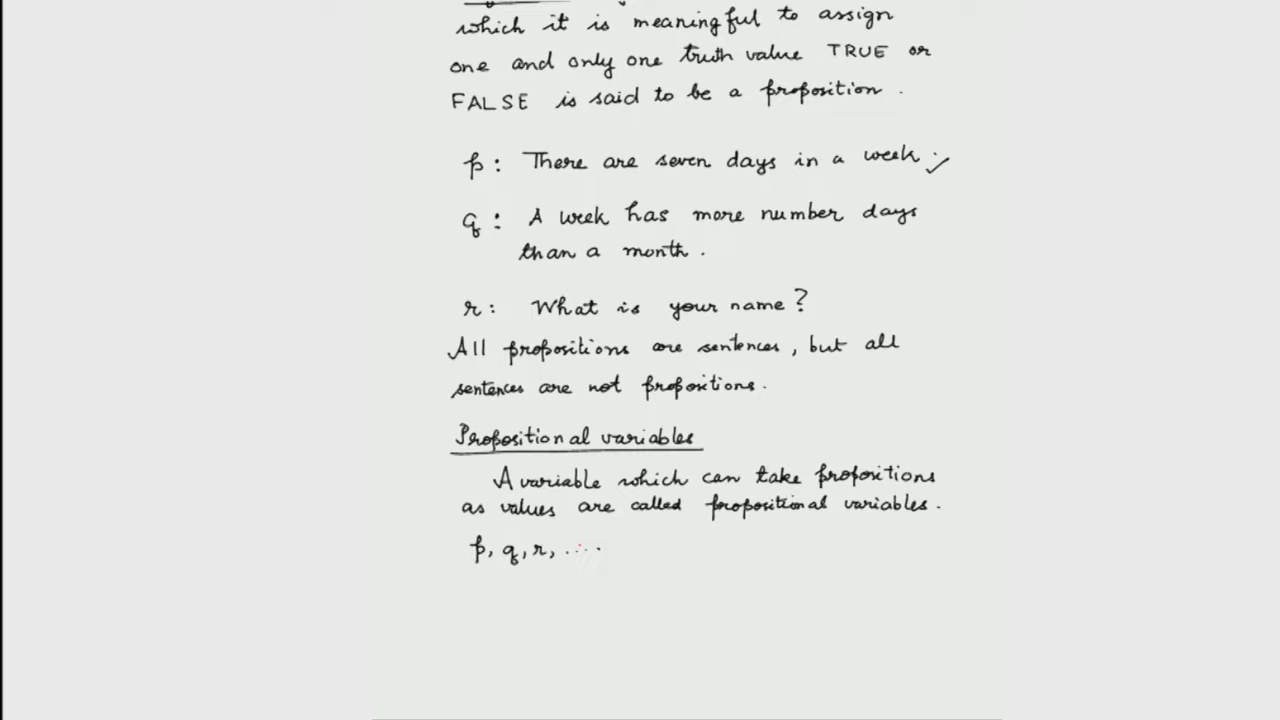 which it is meaningful to assign
one and only one truth value TRUE or
FALSE is said to be a proposition .
p : There are seven days in a week .
q : A week has more number days
than a month .
r : What is your name ?
All propositions are sentences , but all
sentences are not propositions .
Propositional variables
A variable which can take propositions
as values are called propositional variables .
p, q, r, ....